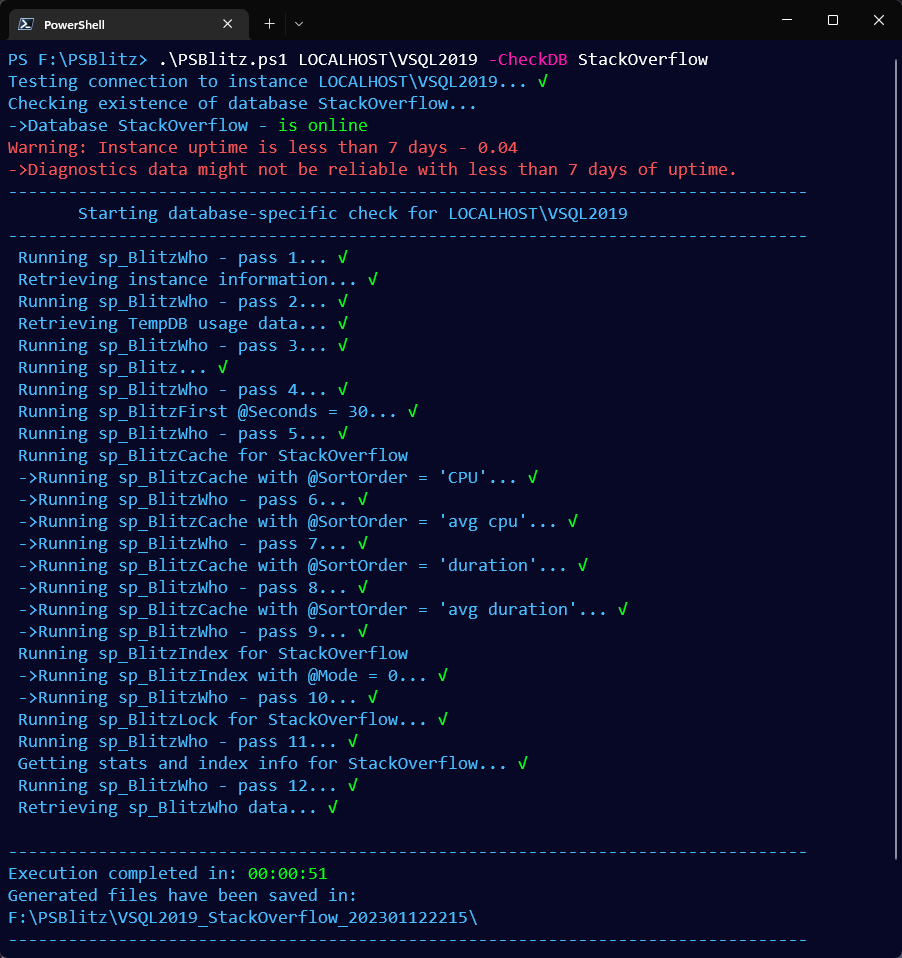 PowerShell
PS F:\PSBlitz> .\PSBlitz.ps1 LOCALHOST\VSQL2019 -CheckDB StackOverflow
Testing connection to instance LOCALHOST\VSQL2019... √
Checking existence of database StackOverflow...
->Database StackOverflow - is online
Warning: Instance uptime is less than 7 days - 0.04
->Diagnostics data might not be reliable with less than 7 days of uptime.
--------------------------------------------------------------------------------
Starting database-specific check for LOCALHOST\VSQL2019
--------------------------------------------------------------------------------
Running sp_BlitzWho - pass 1... √
Retrieving instance information... √
Running sp_BlitzWho - pass 2... √
Retrieving TempDB usage data... √
Running sp_BlitzWho - pass 3... √
Running sp_Blitz... √
Running sp_BlitzWho - pass 4... √
Running sp_BlitzFirst @Seconds = 30... √
Running sp_BlitzWho - pass 5... √
Running sp_BlitzCache for StackOverflow
->Running sp_BlitzCache with @SortOrder = 'CPU'... √
->Running sp_BlitzWho - pass 6... √
->Running sp_BlitzCache with @SortOrder = 'avg cpu'... √
->Running sp_BlitzWho - pass 7... √
->Running sp_BlitzCache with @SortOrder = 'duration'... √
->Running sp_BlitzWho - pass 8... √
->Running sp_BlitzCache with @SortOrder = 'avg duration'... √
->Running sp_BlitzWho - pass 9... √
Running sp_BlitzIndex for StackOverflow
->Running sp_BlitzIndex with @Mode = 0... √
->Running sp_BlitzWho - pass 10... √
Running sp_BlitzLock for StackOverflow... √
Running sp_BlitzWho - pass 11... √
Getting stats and index info for StackOverflow... √
Running sp_BlitzWho - pass 12... √
Retrieving sp_BlitzWho data... √
--------------------------------------------------------------------------------
Execution completed in: 00:00:51
Generated files have been saved in:
F:\PSBlitz\VSQL2019_StackOverflow_202301122215\
--------------------------------------------------------------------------------